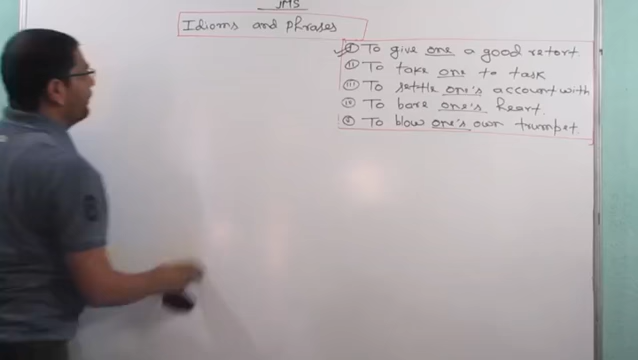 JMS
Idioms and phrases
(i) To give one a good retort
(ii) To take one to task
(iii) To settle one's account with
(iv) To bare one's heart.
(v) To blow one's own trumpet.